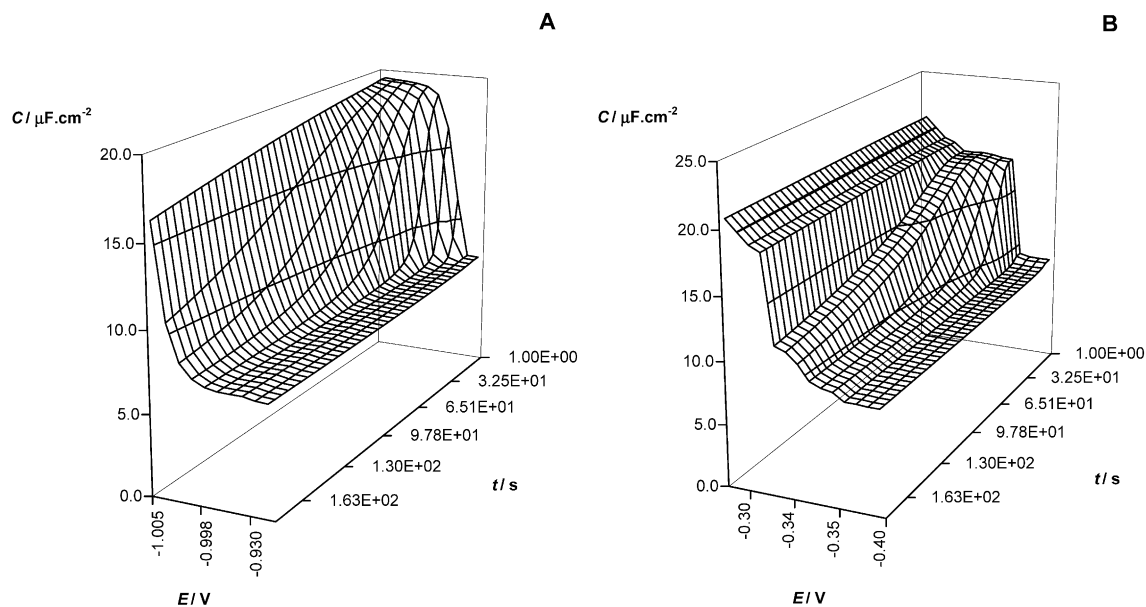 A
C / μF.cm-2
20.0
15.0
10.0
5.0
0.0
-1.005
-0.998
-0.930
E / V
1.00E+00
3.25E+01
6.51E+01
9.78E+01
1.30E+02
1.63E+02
t / s
B
C / μF.cm-2
25.0
20.0
15.0
10.0
5.0
0.0
-0.30
-0.34
-0.35
-0.40
E / V
1.00E+00
3.25E+01
6.51E+01
9.78E+01
1.30E+02
1.63E+02
t / s